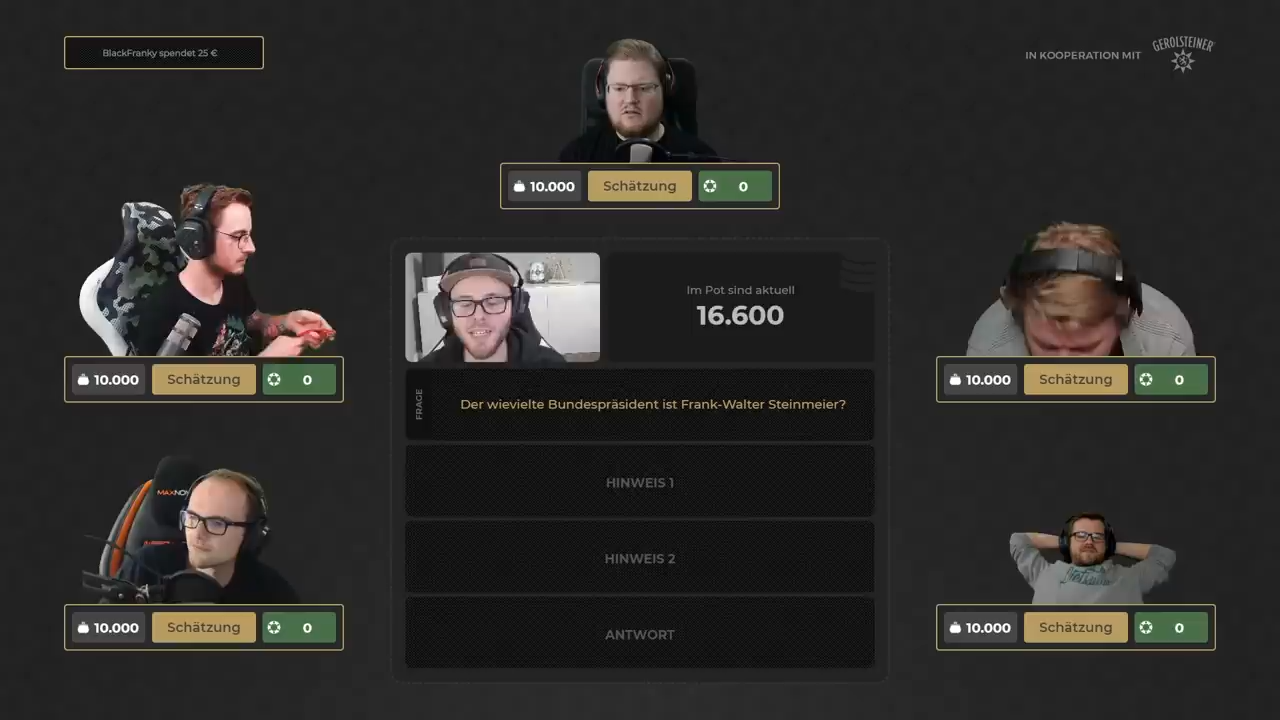 BlackFranky spendet 25 €
IN KOOPERATION MIT
GEROLSTEINER
10.000 Schätzung 0
Im Pot sind aktuell
16.600
10.000 Schätzung 0
10.000 Schätzung 0
FRAGE
Der wievielte Bundespräsident ist Frank-Walter Steinmeier?
HINWEIS 1
MAXNO
HINWEIS 2
10.000 Schätzung 0
ANTWORT
10.000 Schätzung 0